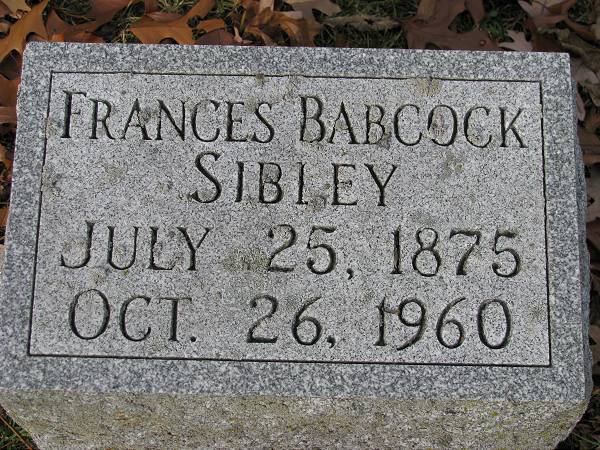 Frances Babcock
Sibley
July 25, 1875
Oct. 26, 1960